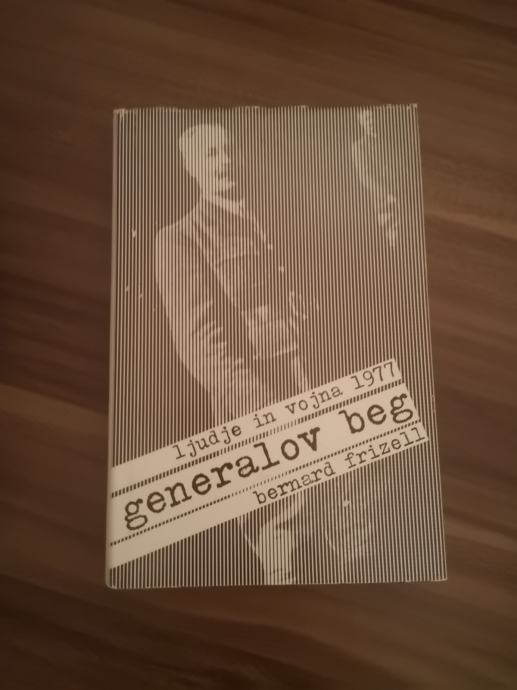 ljudje in vojna 1977
generalov beg
bernard frizell